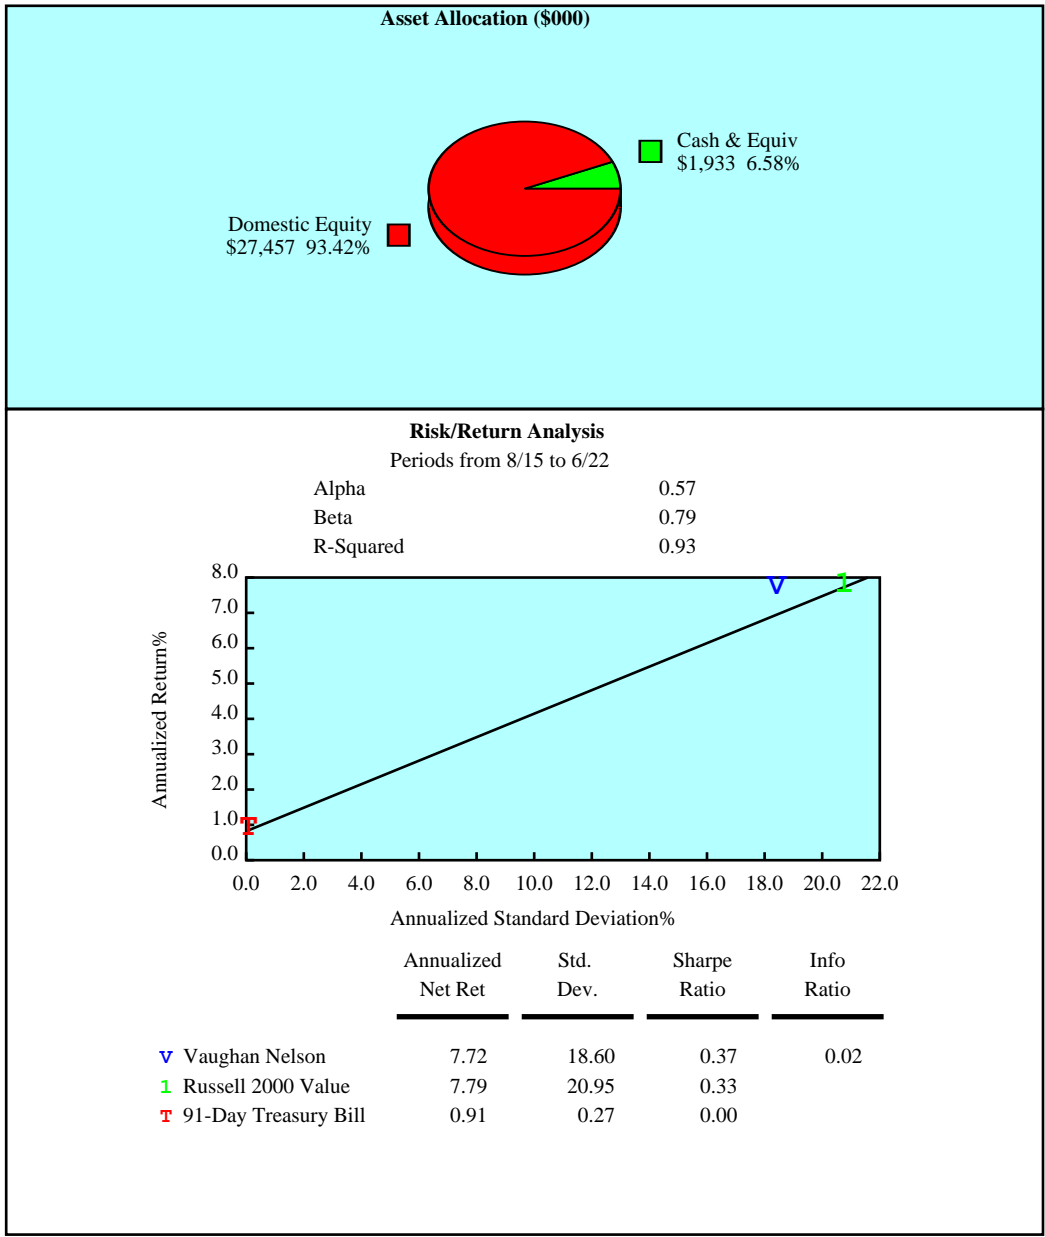 Asset Allocation ($000)
Cash & Equiv
$1,933 6.58%
Domestic Equity
$27,457 93.42%
Risk/Return Analysis
Periods from 8/15 to 6/22
Alpha 0.57
Beta 0.79
R-Squared 0.93
8.0
7.0
6.0
5.0
4.0
3.0
2.0
1.0
0.0
Annualized Return%
V
1
T
0.0 2.0 4.0 6.0 8.0 10.0 12.0 14.0 16.0 18.0 20.0 22.0
Annualized Standard Deviation%
Annualized Std. Sharpe Info
Net Ret Dev. Ratio Ratio
V Vaughan Nelson 7.72 18.60 0.37 0.02
1 Russell 2000 Value 7.79 20.95 0.33
T 91-Day Treasury Bill 0.91 0.27 0.00